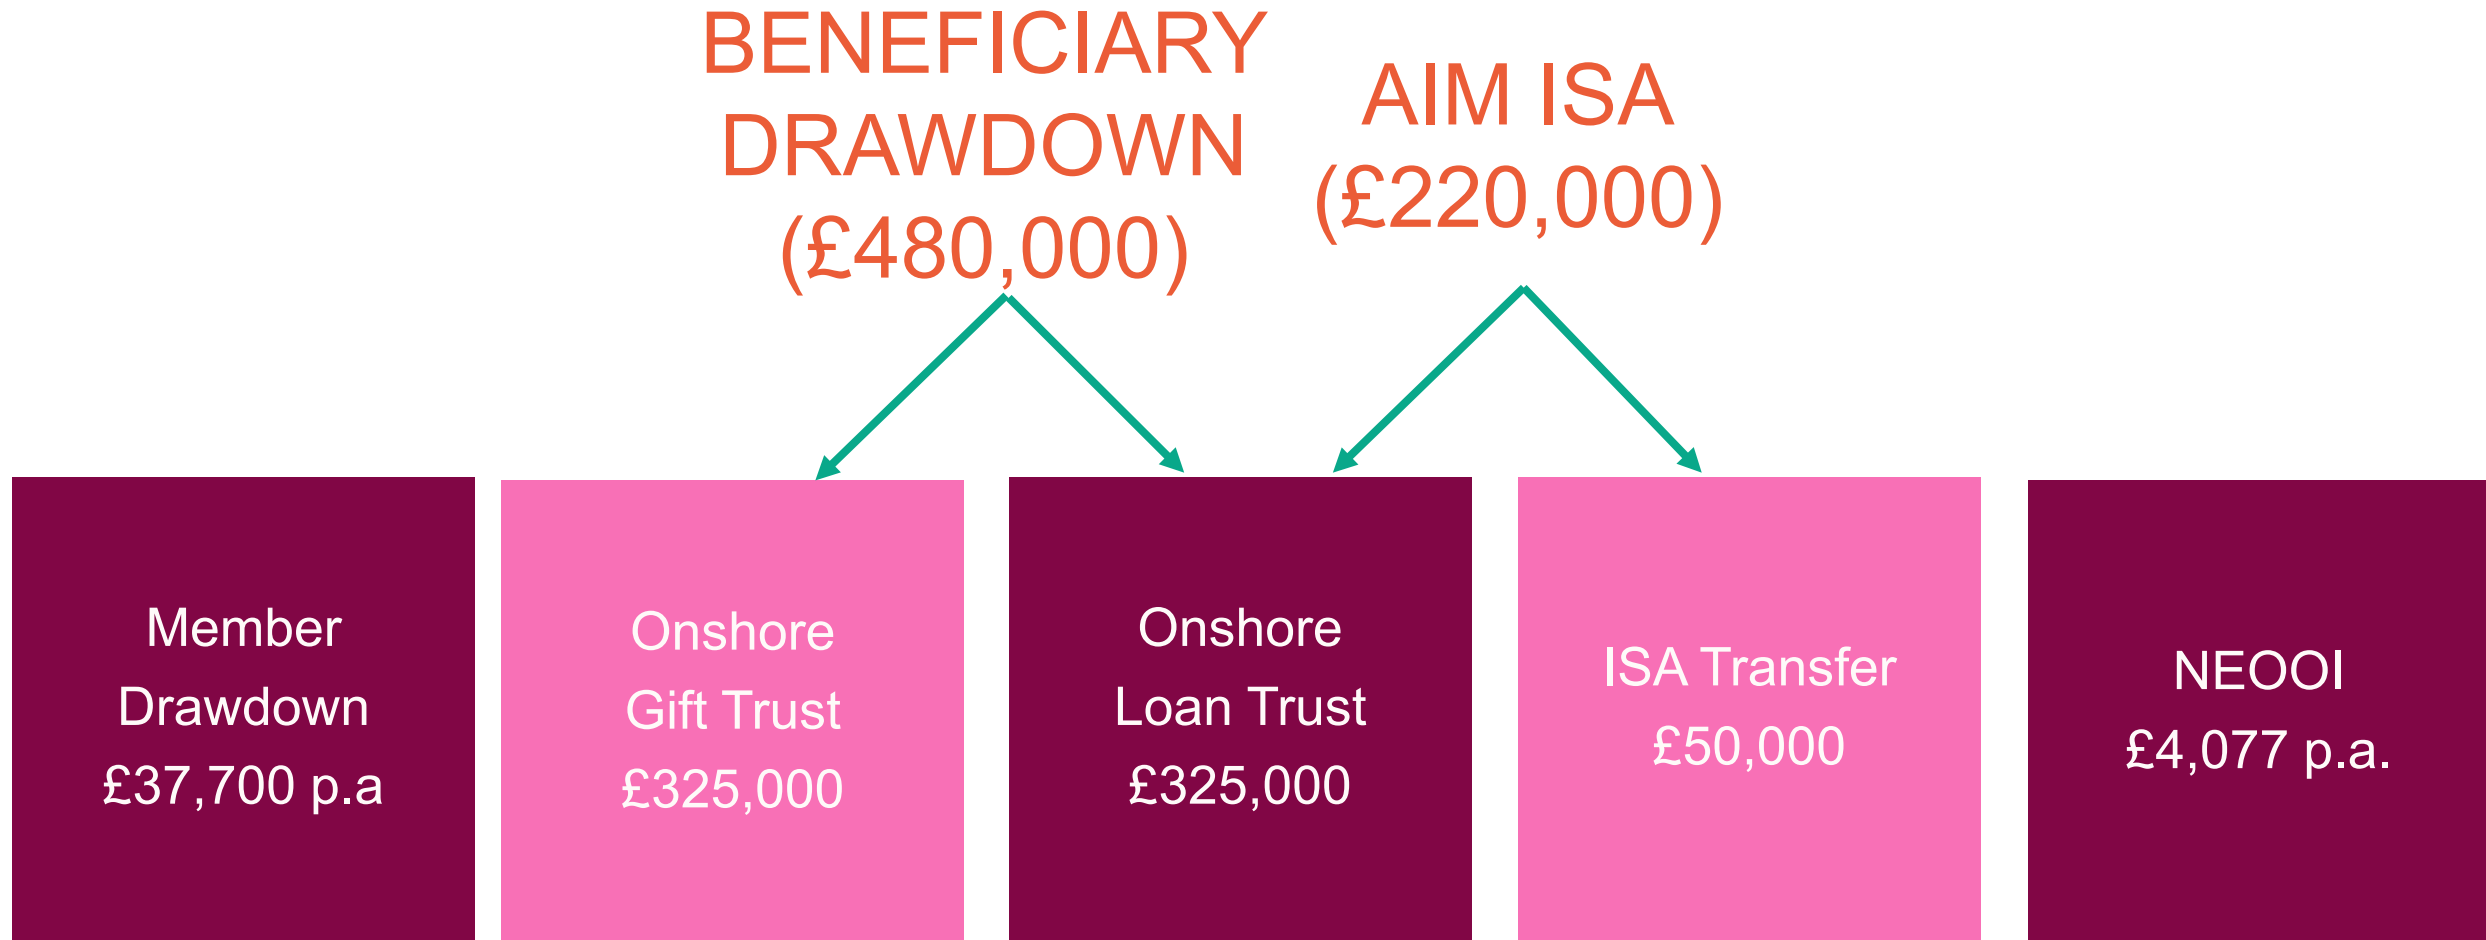 BENEFICIARY
DRAWDOWN
(£480,000)
AIM ISA
(£220,000)
Member
Drawdown
£37,700 p.a
Onshore
Gift Trust
£325,000
Onshore
Loan Trust
£325,000
ISA Transfer
£50,000
NEOOI
£4,077 p.a.